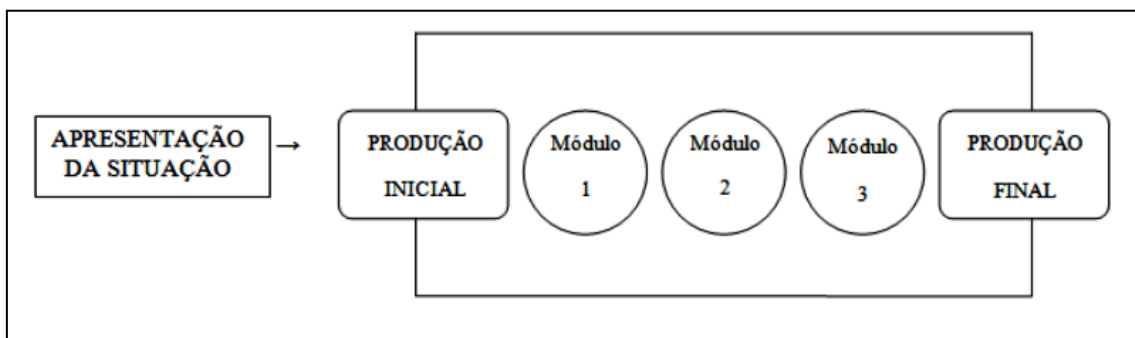 APRESENTAÇÃO
DA SITUAÇÃO
→
PRODUÇÃO
INICIAL
Módulo
1
Módulo
2
Módulo
3
PRODUÇÃO
FINAL